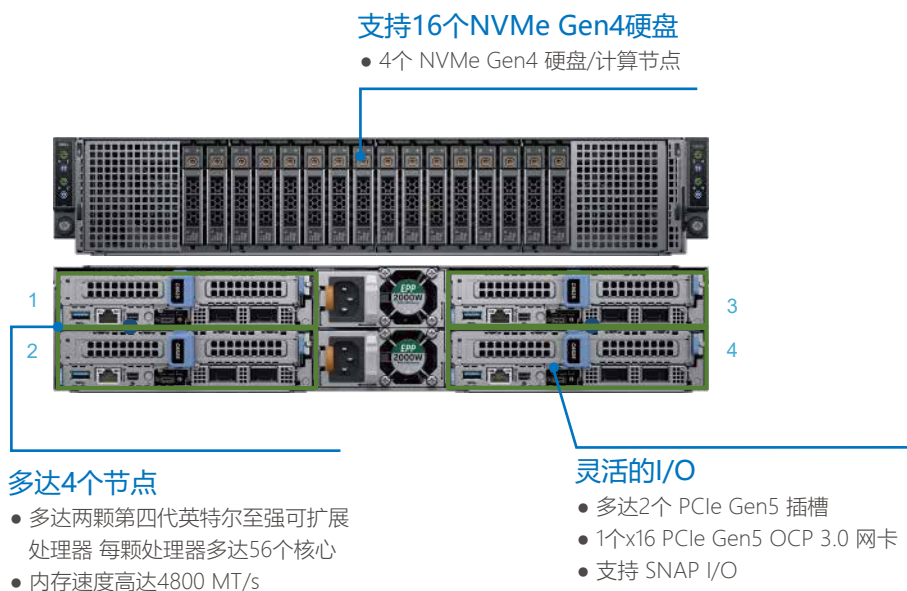 支持16个NVMe Gen4硬盘
● 4个 NVMe Gen4 硬盘/计算节点
1
2
EPP
2000W
EPP
2000W
3
4
多达4个节点
● 多达两颗第四代英特尔至强可扩展
处理器 每颗处理器多达56个核心
● 内存速度高达4800 MT/s
灵活的I/O
● 多达2个 PCIe Gen5 插槽
● 1个x16 PCIe Gen5 OCP 3.0 网卡
● 支持 SNAP I/O